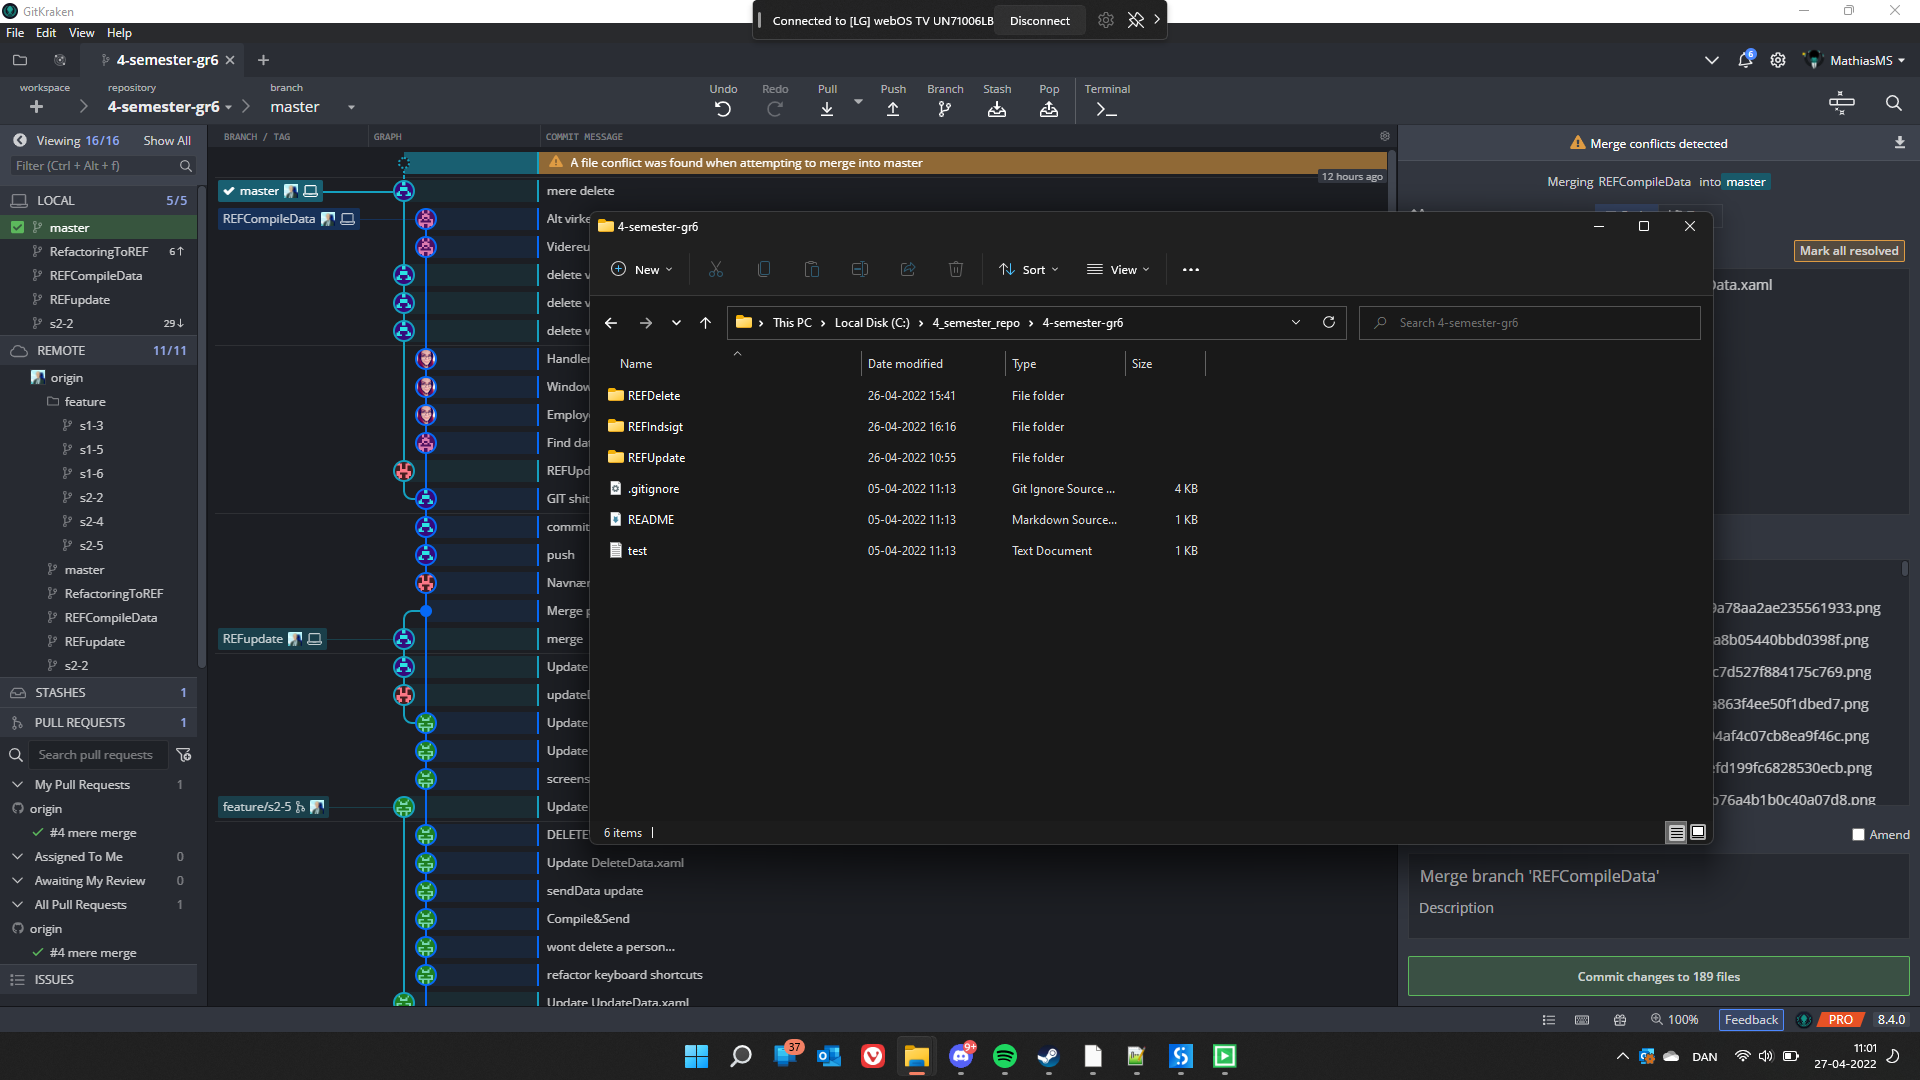 GitKraken
Connected to [LG] webOS TV UN71006LB
Disconnect
File Edit View Help
4-semester-gr6
MathiasMS
6
workspace
repository
4-semester-gr6
branch
master
Undo
Redo
Pull
Push
Branch
Stash
Pop
Terminal
Viewing 16/16 Show All
Filter (Ctrl + Alt + f)
LOCAL 5/5
master
RefactoringToREF 6↑
REFCompileData
REFupdate
s2-2 29↓
REMOTE 11/11
origin
feature
s1-3
s1-5
s1-6
s2-2
s2-4
s2-5
master
RefactoringToREF
REFCompileData
REFupdate
s2-2
STASHES 1
PULL REQUESTS 1
Search pull requests
My Pull Requests 1
origin
#4 mere merge
Assigned To Me 0
Awaiting My Review 0
All Pull Requests 1
origin
#4 mere merge
ISSUES
BRANCH / TAG GRAPH COMMIT MESSAGE
A file conflict was found when attempting to merge into master
12 hours ago
master mere delete
REFCompileData Alt virke
Videreu
delete v
delete v
delete w
Handler
Window
Employe
Find dat
REFUpd
GIT shit
commit
push
Navnær
Merge p
REFupdate merge
Update
updateD
Update
Update
screens
feature/s2-5 Update
DELETE
Update DeleteData.xaml
sendData update
Compile&Send
wont delete a person...
refactor keyboard shortcuts
Update UpdateData.xaml
4-semester-gr6
New Sort View
This PC Local Disk (C:) 4_semester_repo 4-semester-gr6
Search 4-semester-gr6
Name Date modified Type Size
REFDelete 26-04-2022 15:41 File folder
REFIndsigt 26-04-2022 16:16 File folder
REFUpdate 26-04-2022 10:55 File folder
.gitignore 05-04-2022 11:13 Git Ignore Source ... 4 KB
README 05-04-2022 11:13 Markdown Source... 1 KB
test 05-04-2022 11:13 Text Document 1 KB
6 items
Merge conflicts detected
Merging REFCompileData into master
Mark all resolved
Data.xaml
9a78aa2ae235561933.png
a8b05440bbd0398f.png
c7d527f884175c769.png
a863f4ee50f1dbed7.png
94af4c07cb8ea9f46c.png
efd199fc6828530ecb.png
b76a4b1b0c40a07d8.png
Amend
Merge branch 'REFCompileData'
Description
Commit changes to 189 files
100% Feedback PRO 8.4.0
37
9+
DAN
11:01
27-04-2022